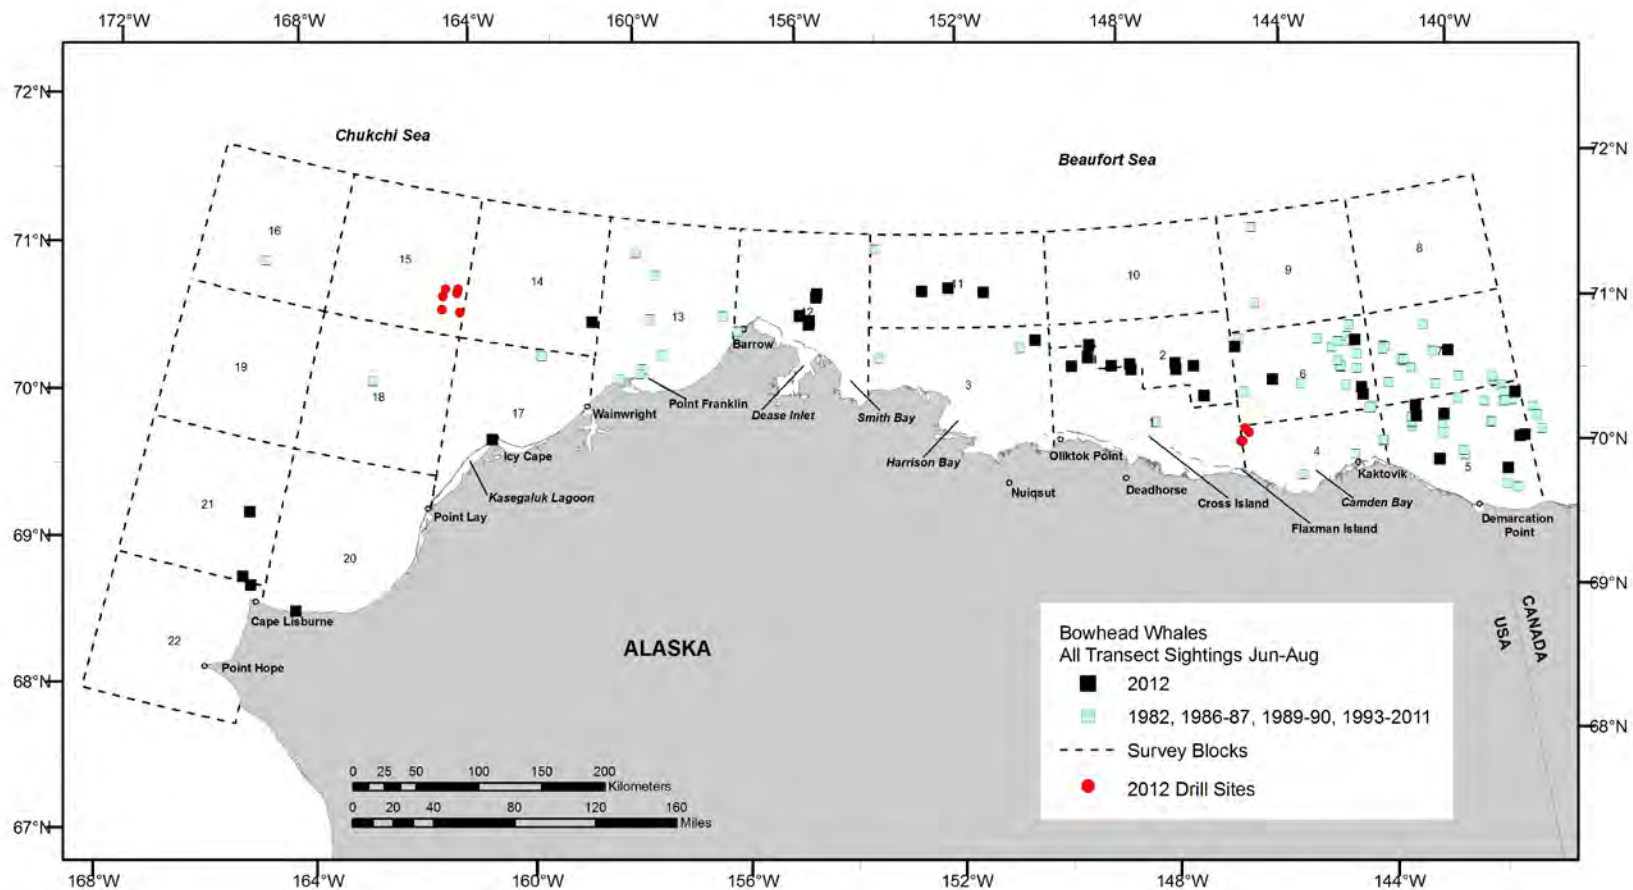 172°W 168°W 164°W 160°W 156°W 152°W 148°W 144°W 140°W
72°N
Chukchi Sea
Beaufort Sea
72°N
16
15
14
13
12
11
10
9
8
71°N
71°N
Barrow
19
18
17
2
1
3
6
7
70°N
Wainwright
Point Franklin
Dease Inlet
Smith Bay
Harrison Bay
70°N
Icy Cape
Kasegaluk Lagoon
Oliktok Point
1
4
5
Kaktovik
Nuiqsut
Deadhorse
Cross Island
Camden Bay
Flaxman Island
Demarcation
Point
21
Point Lay
69°N
20
69°N
Cape Lisburne
22
Point Hope
ALASKA
CANADA
USA
68°N
68°N
Bowhead Whales
All Transect Sightings Jun-Aug
2012
1982, 1986-87, 1989-90, 1993-2011
Survey Blocks
2012 Drill Sites
0 25 50 100 150 200
Kilometers
0 20 40 80 120 160
Miles
67°N
168°W 164°W 160°W 156°W 152°W 148°W 144°W